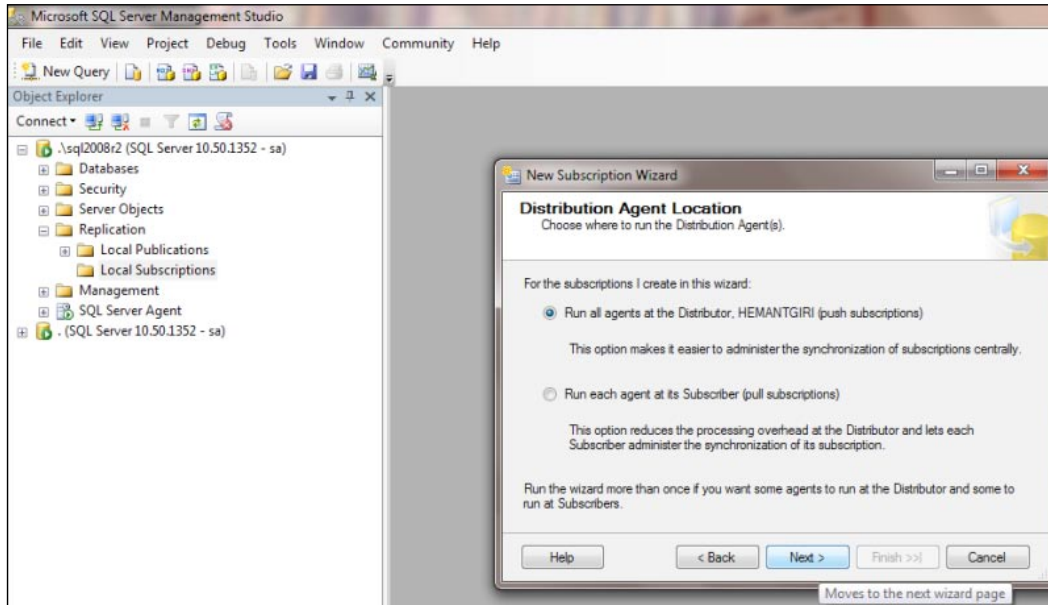 Microsoft SQL Server Management Studio
File Edit View Project Debug Tools Window Community Help
New Query
Object Explorer
Connect
.\sql2008r2 (SQL Server 10.50.1352 - sa)
Databases
Security
Server Objects
Replication
Local Publications
Local Subscriptions
Management
SQL Server Agent
. (SQL Server 10.50.1352 - sa)
New Subscription Wizard
Distribution Agent Location
Choose where to run the Distribution Agent(s).
For the subscriptions I create in this wizard:
Run all agents at the Distributor, HEMANTGIRI (push subscriptions)
This option makes it easier to administer the synchronization of subscriptions centrally.
Run each agent at its Subscriber (pull subscriptions)
This option reduces the processing overhead at the Distributor and lets each
Subscriber administer the synchronization of its subscription.
Run the wizard more than once if you want some agents to run at the Distributor and some to
run at Subscribers.
Help < Back Next > Finish >>| Cancel
Moves to the next wizard page